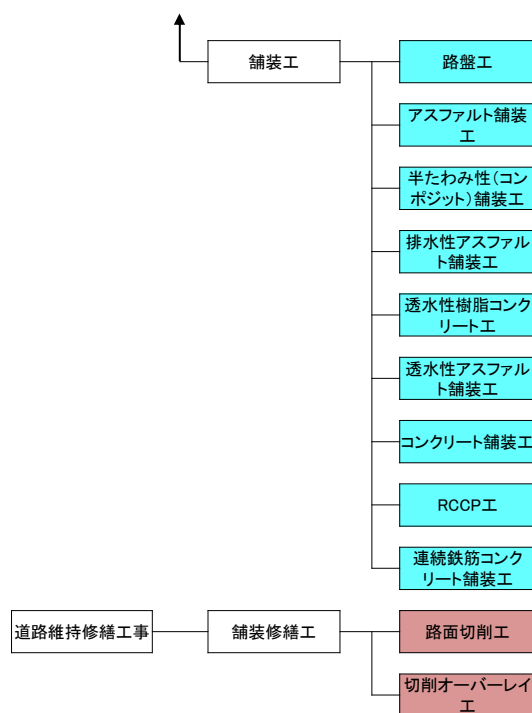 舗装工
路盤工
アスファルト舗装
工
半たわみ性(コン
ポジット)舗装工
排水性アスファル
ト舗装工
透水性樹脂コンク
リート工
透水性アスファル
ト舗装工
コンクリート舗装工
RCCP工
連続鉄筋コンク
リート舗装工
道路維持修繕工事
舗装修繕工
路面切削工
切削オーバーレイ
工